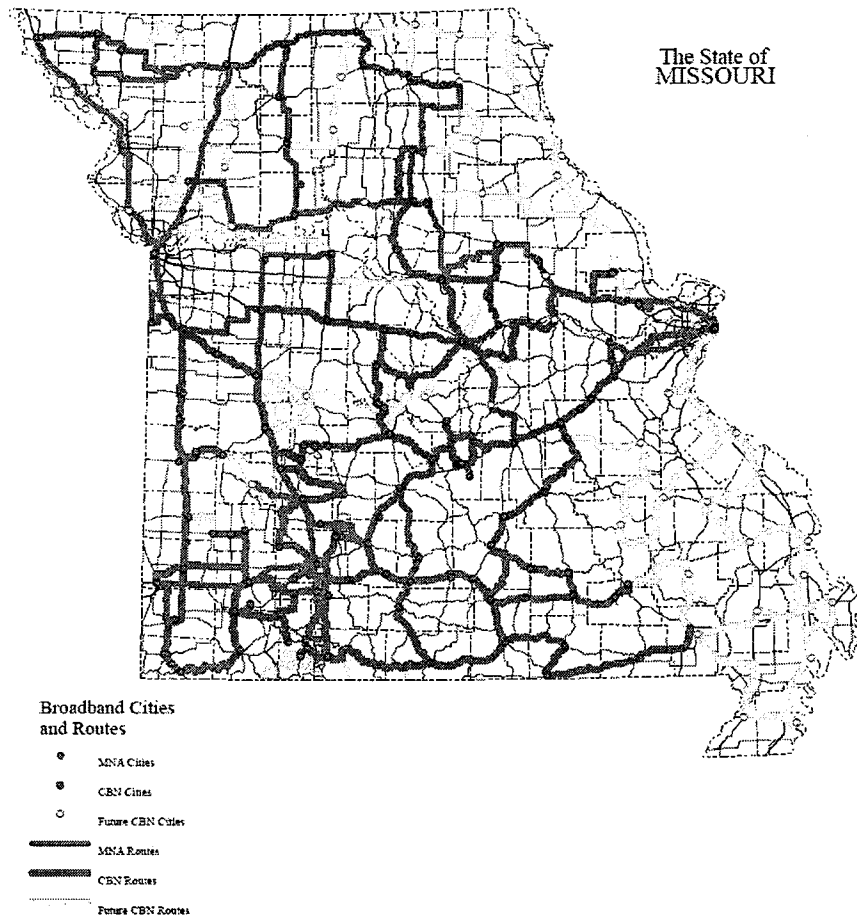 The State of
MISSOURI
Broadband Cities
and Routes
MNA Cities
CBN Cities
Future CBN Cities
MNA Routes
CBN Routes
Future CBN Routes